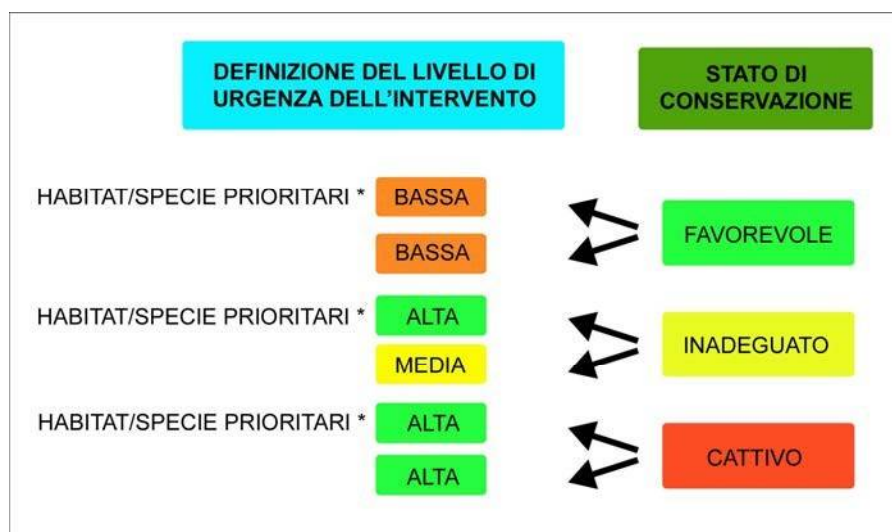 DEFINIZIONE DEL LIVELLO DI
URGENZA DELL'INTERVENTO
STATO DI
CONSERVAZIONE
HABITAT/SPECIE PRIORITARI *
BASSA
BASSA
FAVOREVOLE
HABITAT/SPECIE PRIORITARI *
ALTA
MEDIA
INADEGUATO
HABITAT/SPECIE PRIORITARI *
ALTA
ALTA
CATTIVO